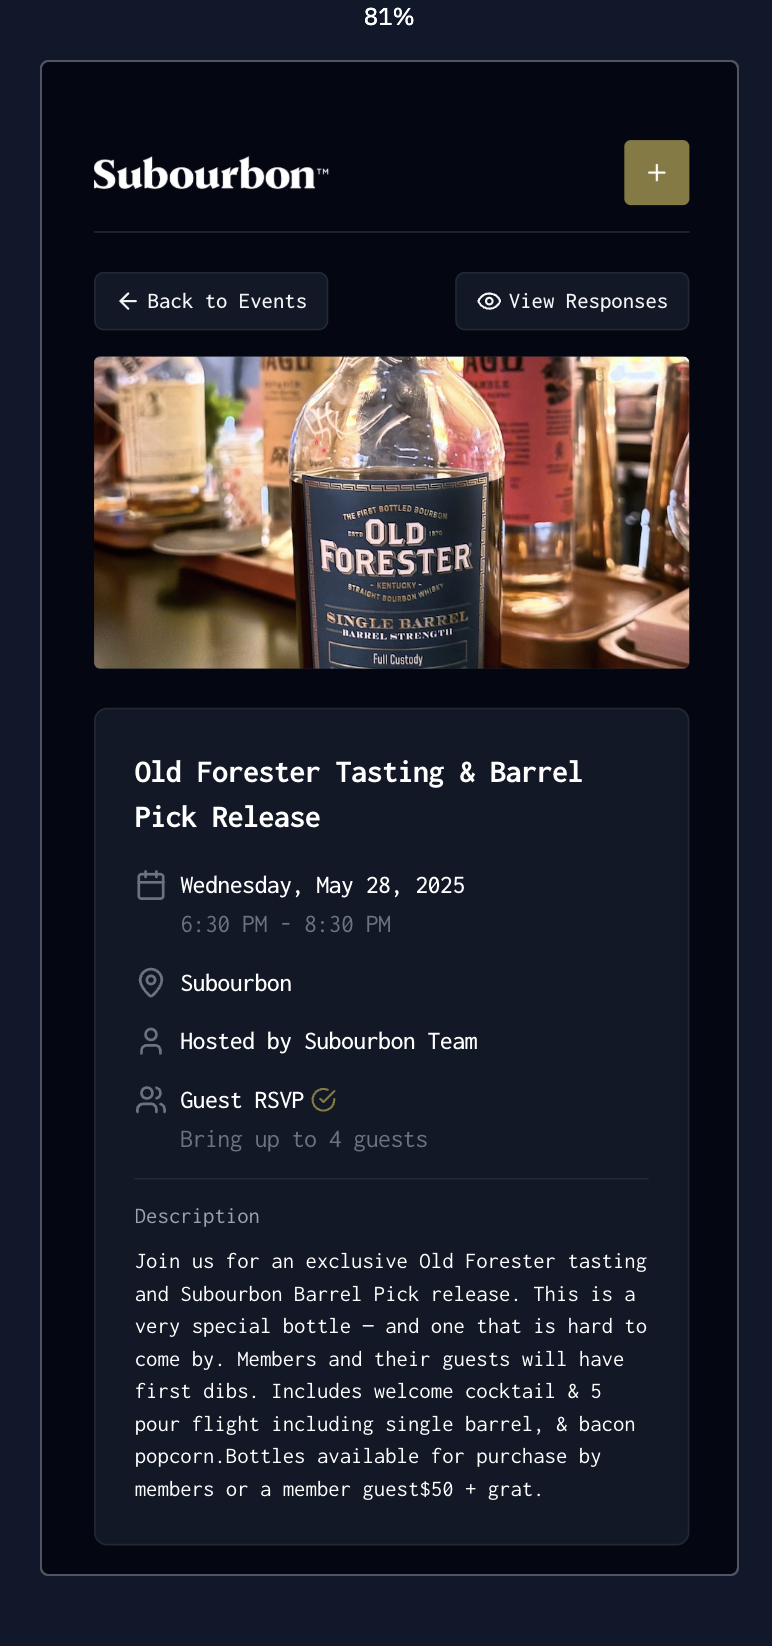 81%
Subourbon™
+
Back to Events
View Responses
THE FIRST BOTTLED BOURBON
ESTD 1870
OLD
FORESTER
- KENTUCKY -
STRAIGHT BOURBON WHISKY
SINGLE BARREL
BARREL STRENGTH
Full Custody
Old Forester Tasting & Barrel
Pick Release
Wednesday, May 28, 2025
6:30 PM - 8:30 PM
Subourbon
Hosted by Subourbon Team
Guest RSVP
Bring up to 4 guests
Description
Join us for an exclusive Old Forester tasting
and Subourbon Barrel Pick release. This is a
very special bottle — and one that is hard to
come by. Members and their guests will have
first dibs. Includes welcome cocktail & 5
pour flight including single barrel, & bacon
popcorn.Bottles available for purchase by
members or a member guest$50 + grat.